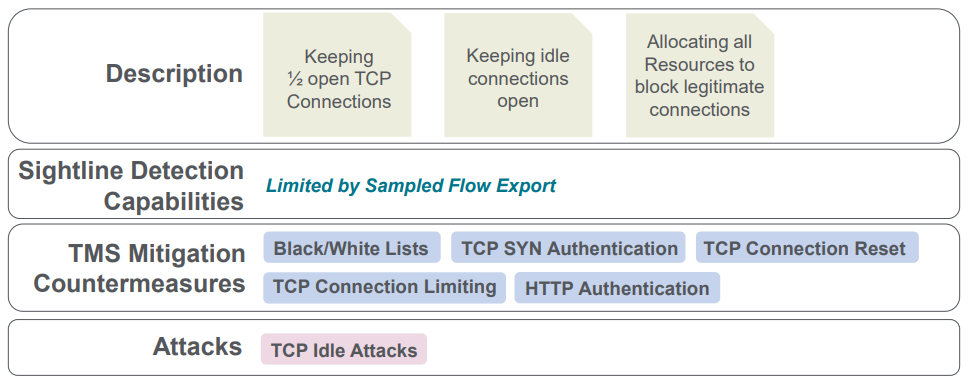 Description
Keeping
½ open TCP
Connections
Keeping idle
connections
open
Allocating all
Resources to
block legitimate
connections
Sightline Detection
Capabilities
Limited by Sampled Flow Export
TMS Mitigation
Countermeasures
Black/White Lists
TCP SYN Authentication
TCP Connection Reset
TCP Connection Limiting
HTTP Authentication
Attacks
TCP Idle Attacks